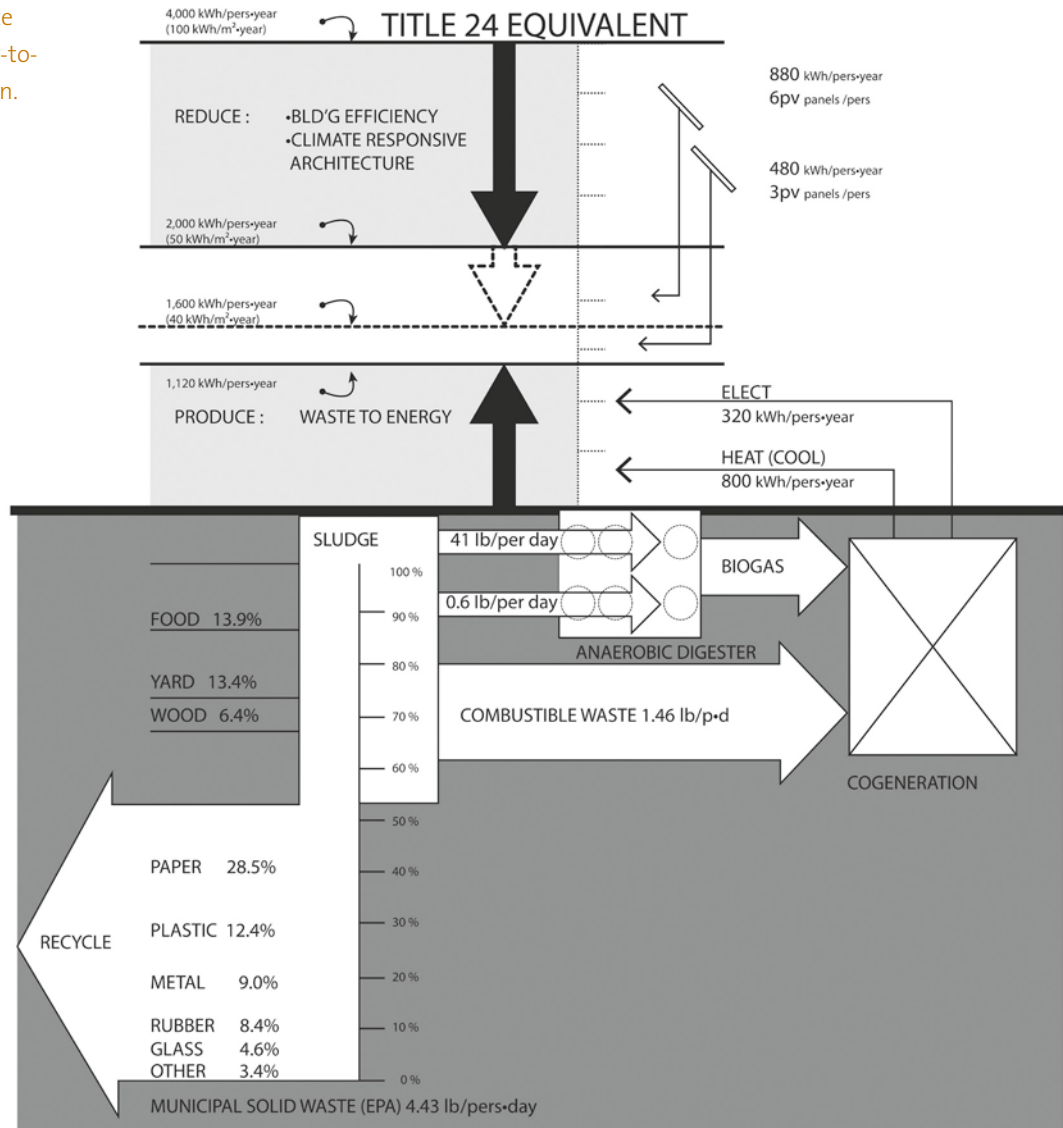 e
-to-
n.
4,000 kWh/pers•year
(100 kWh/m²•year)
TITLE 24 EQUIVALENT
REDUCE :
•BLD'G EFFICIENCY
•CLIMATE RESPONSIVE
ARCHITECTURE
880 kWh/pers•year
6pv panels /pers
480 kWh/pers•year
3pv panels /pers
2,000 kWh/pers•year
(50 kWh/m²•year)
1,600 kWh/pers•year
(40 kWh/m²•year)
1,120 kWh/pers•year
PRODUCE :
WASTE TO ENERGY
ELECT
320 kWh/pers•year
HEAT (COOL)
800 kWh/pers•year
SLUDGE
41 lb/per day
0.6 lb/per day
BIOGAS
ANAEROBIC DIGESTER
COMBUSTIBLE WASTE 1.46 lb/p•d
COGENERATION
100 %
90 %
80 %
70 %
60 %
50 %
40 %
30 %
20 %
10 %
0 %
FOOD 13.9%
YARD 13.4%
WOOD 6.4%
RECYCLE
PAPER 28.5%
PLASTIC 12.4%
METAL 9.0%
RUBBER 8.4%
GLASS 4.6%
OTHER 3.4%
MUNICIPAL SOLID WASTE (EPA) 4.43 lb/pers•day